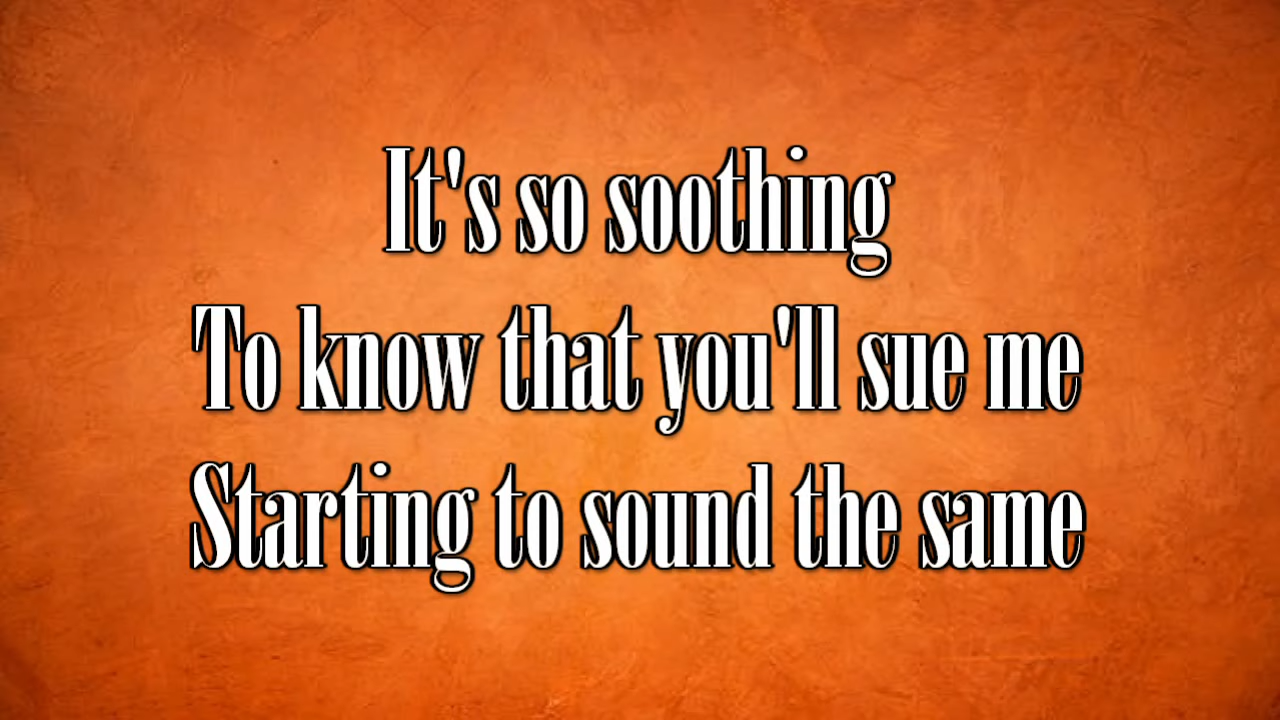 It's so soothing
To know that you'll sue me
Starting to sound the same